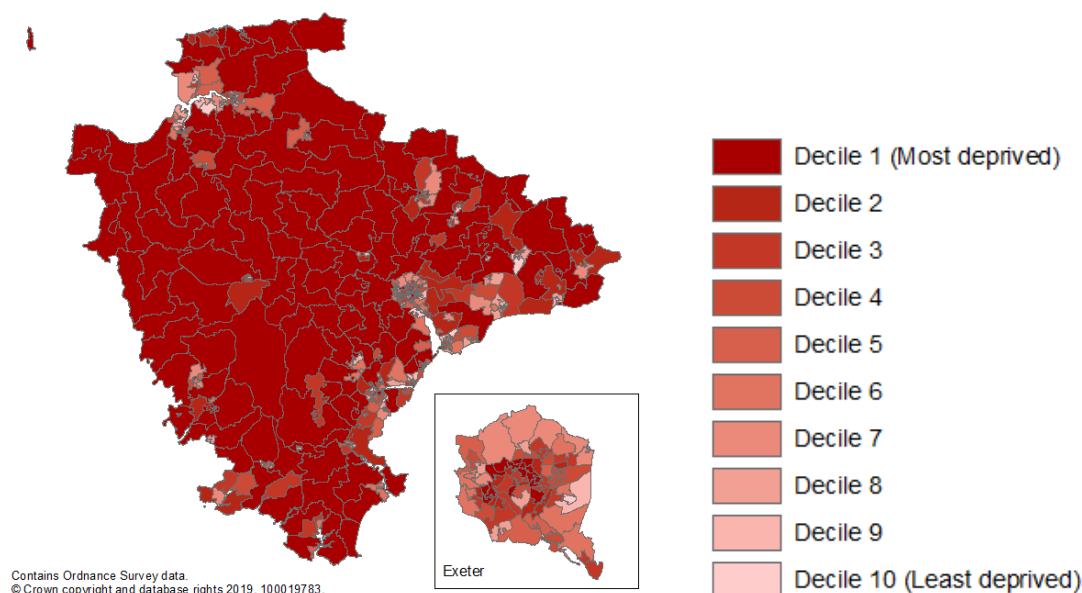 Decile 1 (Most deprived)
Decile 2
Decile 3
Decile 4
Decile 5
Decile 6
Decile 7
Decile 8
Decile 9
Decile 10 (Least deprived)
Exeter
Contains Ordnance Survey data.
© Crown copyright and database rights 2019. 100019783.